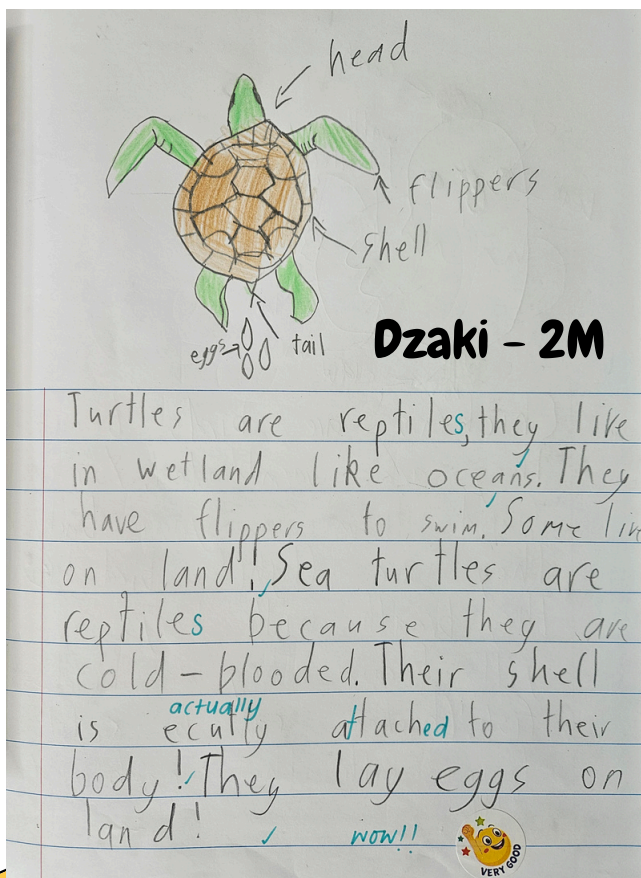 head
flippers
shell
eggs
tail
Dzaki - 2M
Turtles are reptiles, they live
in wetland like oceans. They
have flippers to swim. Some liv
on land! Sea turtles are
reptiles because they are
cold-blooded. Their shell
actually
is ecully attached to their
body! They lay eggs on
land!
wow!!
VERY GOOD